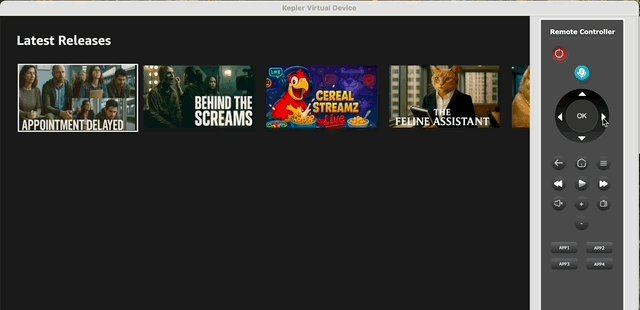 Kepler Virtual Device
Latest Releases
Remote Controller
APPOINTMENT DELAYED
BEHIND THE
SCREAMS
LIVE
CEREAL
STREAMZ
Live
THE
FELINE ASSISTANT
OK
+
-
APP1
APP2
APP3
APP4